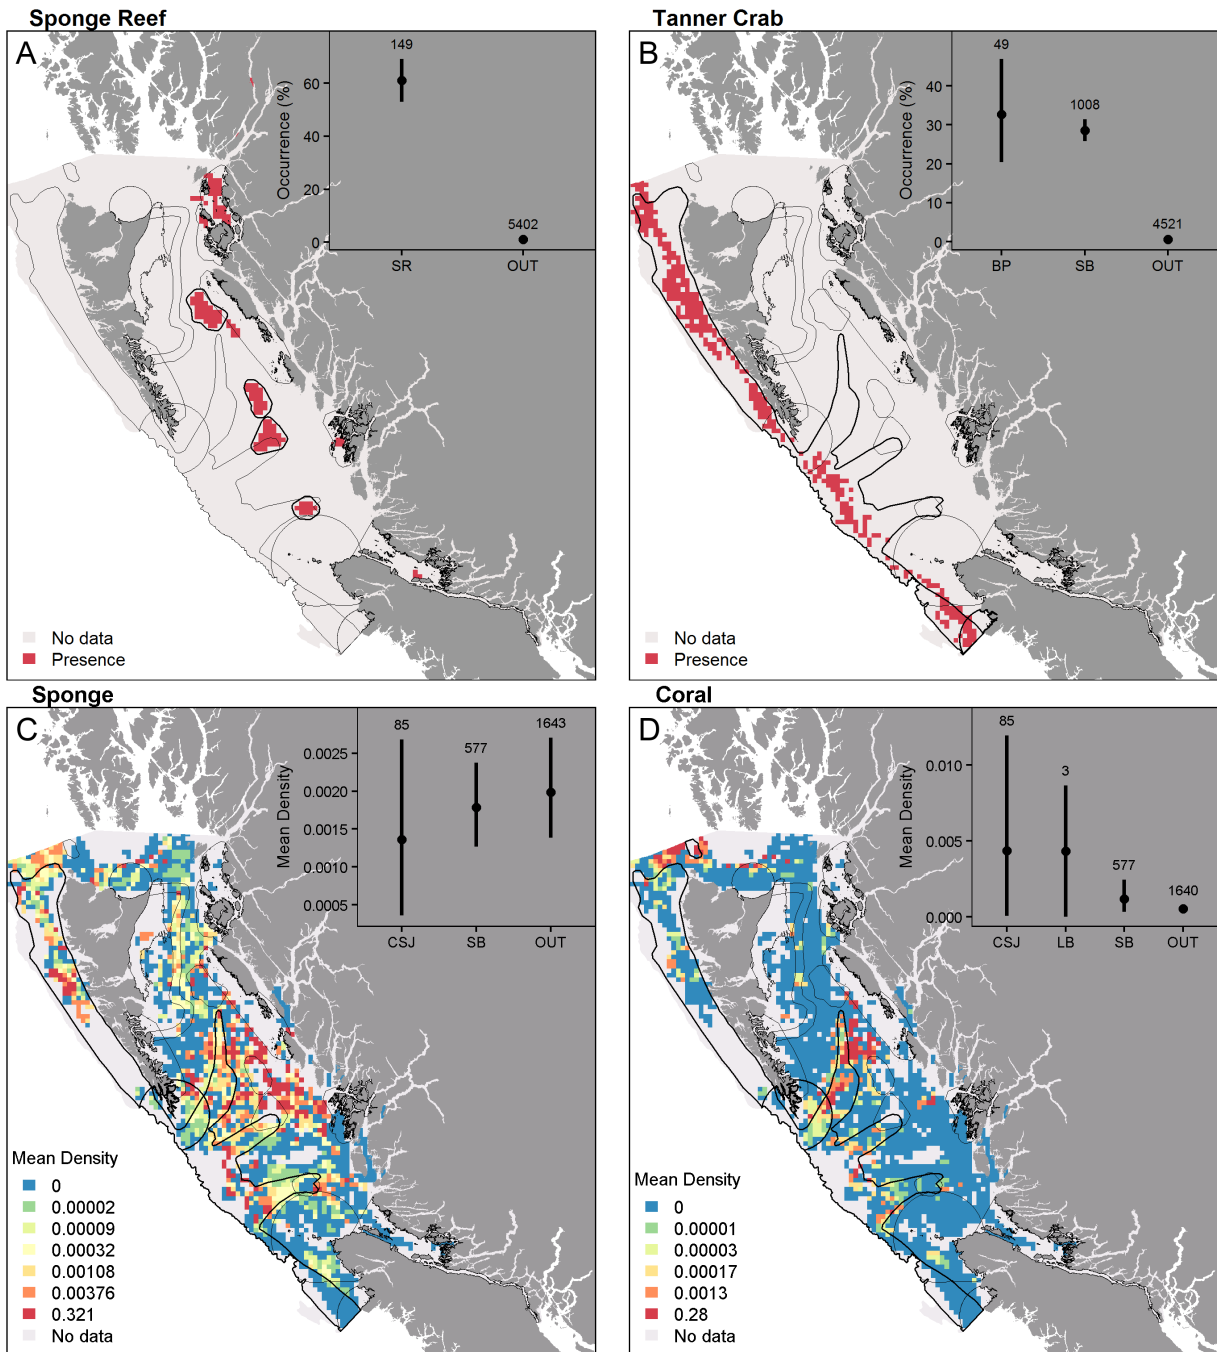 Sponge Reef
A
149
60
40
20
0
Occurrence (%)
5402
SR OUT
No data
Presence
Tanner Crab
B
49
1008
40
30
20
10
0
Occurrence (%)
4521
BP SB OUT
No data
Presence
Sponge
C
85
577
1643
0.0025
0.0020
0.0015
0.0010
0.0005
Mean Density
CSJ SB OUT
Mean Density
0
0.00002
0.00009
0.00032
0.00108
0.00376
0.321
No data
Coral
D
85
3
577
1640
0.010
0.005
0.000
Mean Density
CSJ LB SB OUT
Mean Density
0
0.00001
0.00003
0.00017
0.0013
0.28
No data